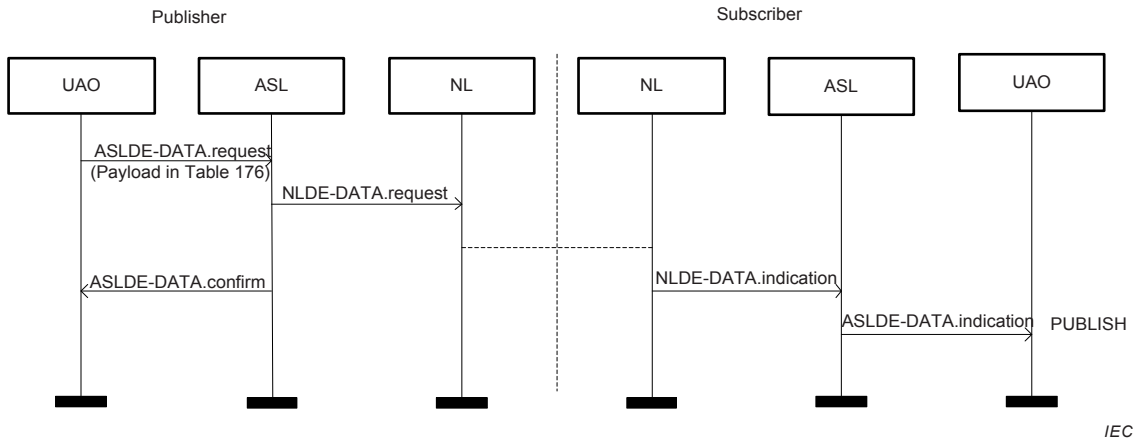 Publisher
Subscriber
UAO
ASL
NL
NL
ASL
UAO
ASLDE-DATA.request
(Payload in Table 176)
NLDE-DATA.request
ASLDE-DATA.confirm
NLDE-DATA.indication
ASLDE-DATA.indication
PUBLISH
IEC